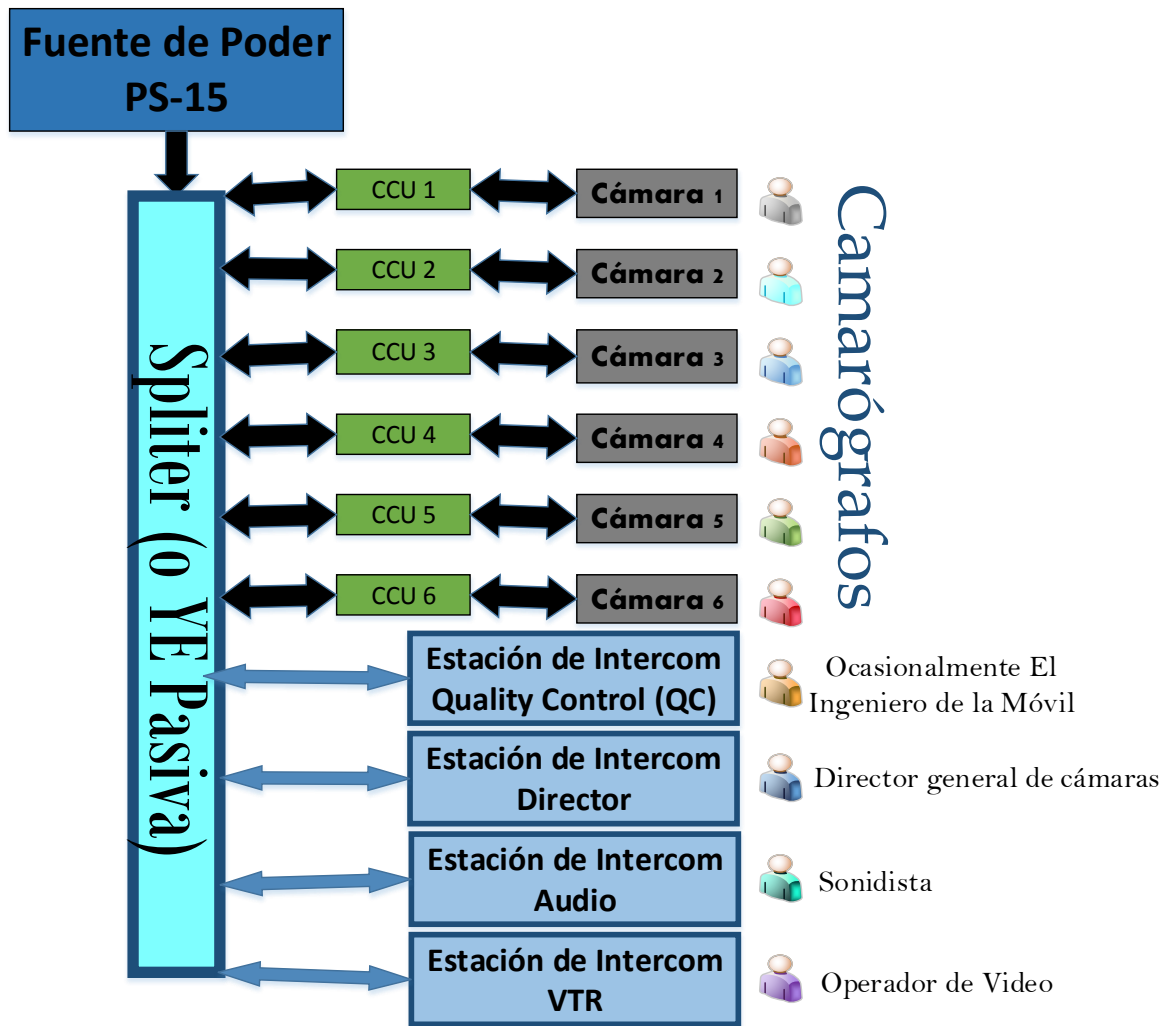 Fuente de Poder
PS-15
Spliter (o YE Pasiva)
CCU 1
Cámara 1
CCU 2
Cámara 2
CCU 3
Cámara 3
CCU 4
Cámara 4
CCU 5
Cámara 5
CCU 6
Cámara 6
Camarógrafos
Estación de Intercom
Quality Control (QC)
Ocasionalmente El
Ingeniero de la Móvil
Estación de Intercom
Director
Director general de cámaras
Estación de Intercom
Audio
Sonidista
Estación de Intercom
VTR
Operador de Video